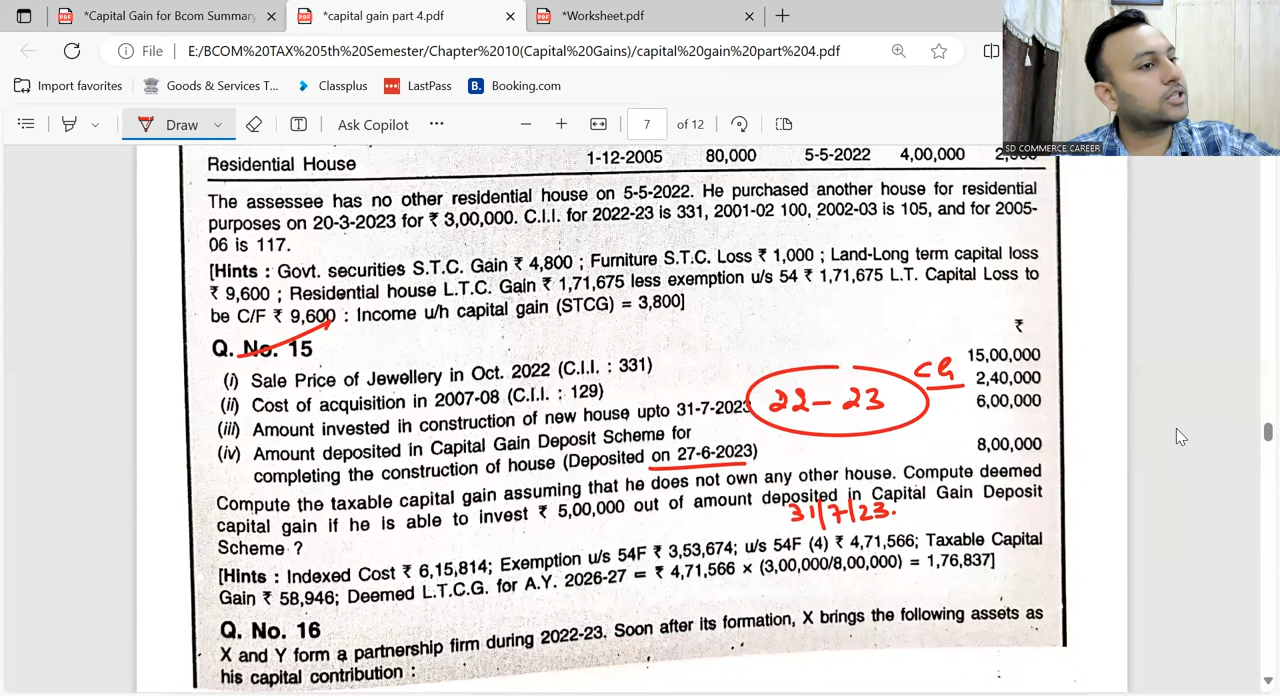 *Capital Gain for Bcom Summary
*capital gain part 4.pdf
*Worksheet.pdf
File
E:/BCOM%20TAX%205th%20Semester/Chapter%2010(Capital%20Gains)/capital%20gain%20part%204.pdf
Import favorites
Goods & Services T...
Classplus
LastPass
Booking.com
Draw
Ask Copilot
7 of 12
SD COMMERCE CAREER
Residential House 1-12-2005 80,000 5-5-2022 4,00,000
The assessee has no other residential house on 5-5-2022. He purchased another house for residential
purposes on 20-3-2023 for ₹ 3,00,000. C.I.I. for 2022-23 is 331, 2001-02 100, 2002-03 is 105, and for 2005-
06 is 117.
[Hints : Govt. securities S.T.C. Gain ₹ 4,800 ; Furniture S.T.C. Loss ₹ 1,000 ; Land-Long term capital loss
₹ 9,600 ; Residential house L.T.C. Gain ₹ 1,71,675 less exemption u/s 54 ₹ 1,71,675 L.T. Capital Loss to
be C/F ₹ 9,600 : Income u/h capital gain (STCG) = 3,800]
₹
Q. No. 15
(i) Sale Price of Jewellery in Oct. 2022 (C.I.I. : 331) 15,00,000
(ii) Cost of acquisition in 2007-08 (C.I.I. : 129) 2,40,000
(iii) Amount invested in construction of new house upto 31-7-2023 6,00,000
CG
22-23
(iv) Amount deposited in Capital Gain Deposit Scheme for
completing the construction of house (Deposited on 27-6-2023) 8,00,000
Compute the taxable capital gain assuming that he does not own any other house. Compute deemed
capital gain if he is able to invest ₹ 5,00,000 out of amount deposited in Capital Gain Deposit
Scheme ?
31/7/23.
[Hints : Indexed Cost ₹ 6,15,814; Exemption u/s 54F ₹ 3,53,674; u/s 54F (4) ₹ 4,71,566; Taxable Capital
Gain ₹ 58,946; Deemed L.T.C.G. for A.Y. 2026-27 = ₹ 4,71,566 × (3,00,000/8,00,000) = 1,76,837]
Q. No. 16
X and Y form a partnership firm during 2022-23. Soon after its formation, X brings the following assets as
his capital contribution :